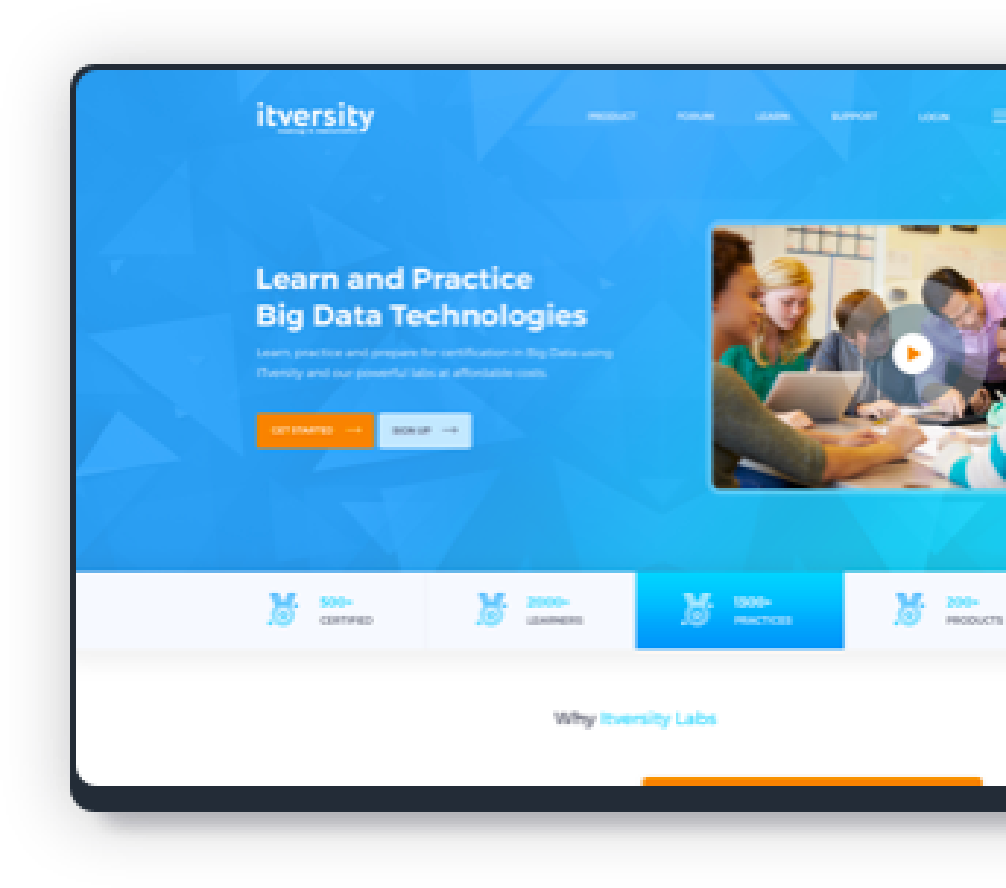 itversity
PRODUCT FORUM LEARN SUPPORT LOGIN
Learn and Practice
Big Data Technologies
Learn, practice and prepare for certification in Big Data using
ITversity and our powerful labs at affordable costs.
GET STARTED SIGN UP
500+ 2000+ 1500+ 200+
CERTIFIED LEARNERS PRACTICES PRODUCTS
Why Itversity Labs